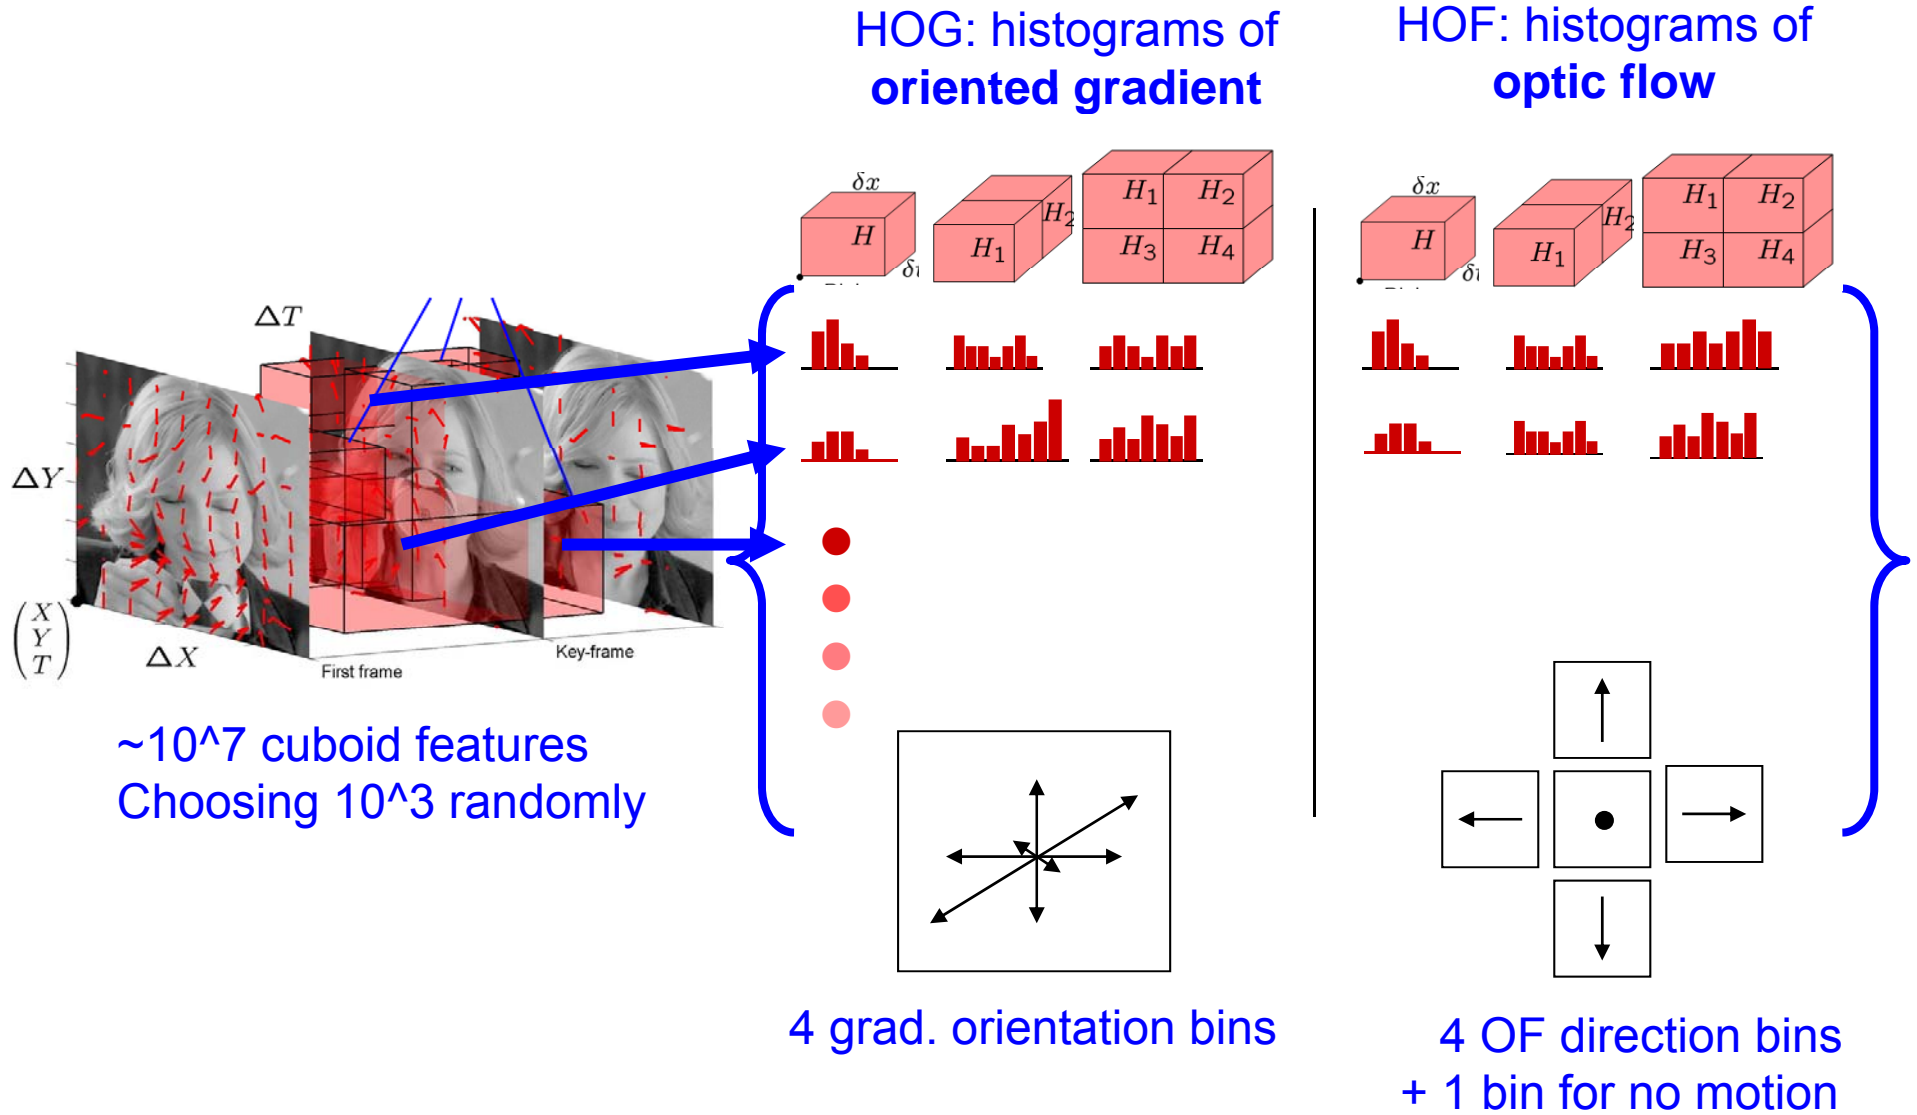 HOG: histograms of
oriented gradient
HOF: histograms of
optic flow
δx
H
H1
H2
H1 H2
H3 H4
δx
H
H1
H2
H1 H2
H3 H4
ΔT
ΔY
X
Y
T
ΔX
First frame
Key-frame
~10^7 cuboid features
Choosing 10^3 randomly
4 grad. orientation bins
4 OF direction bins
+ 1 bin for no motion